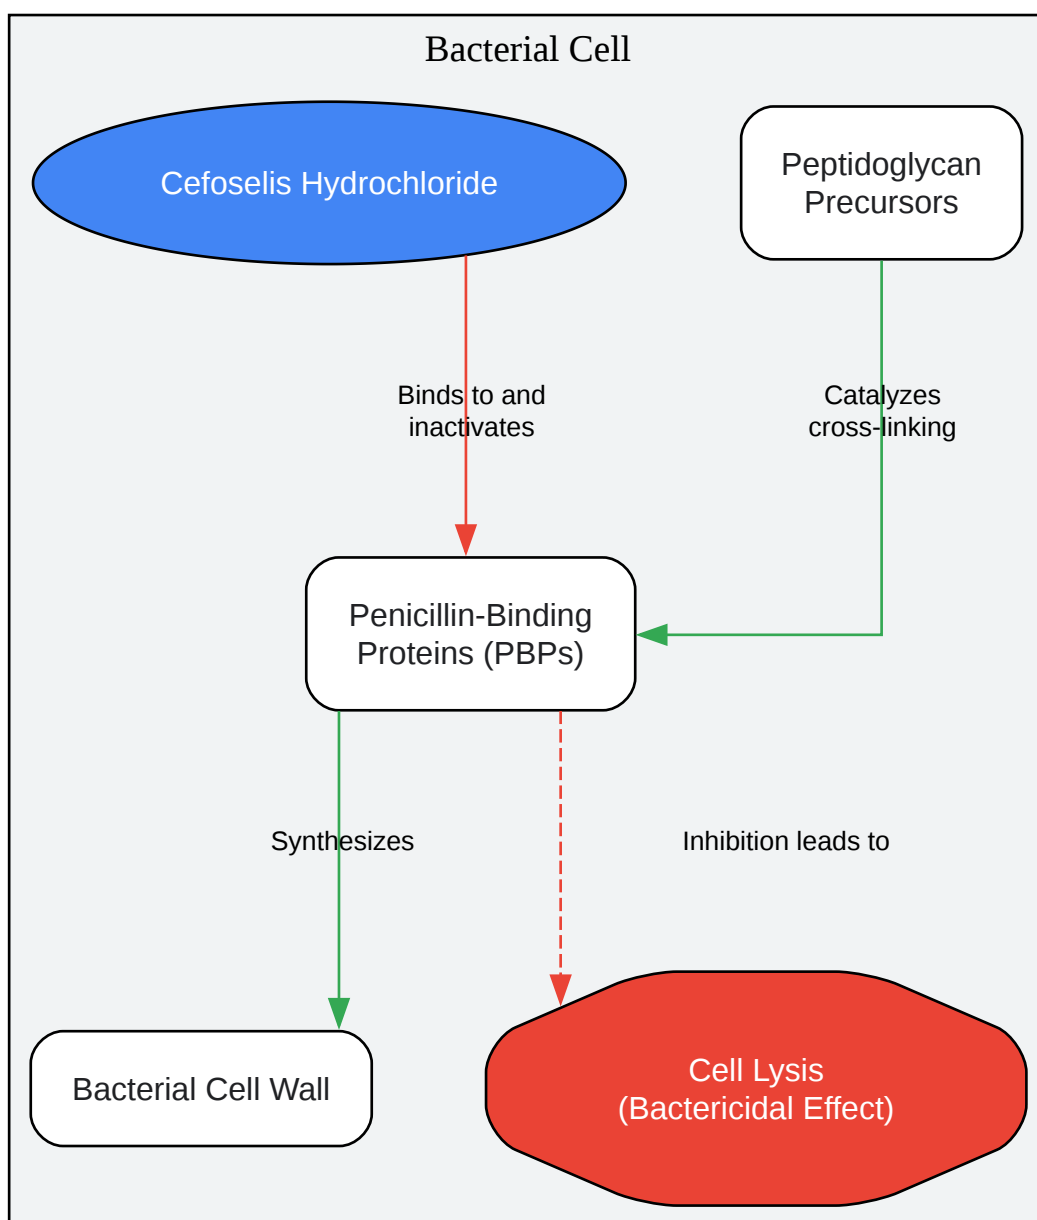 Bacterial Cell
Cefoselis Hydrochloride
Peptidoglycan
Precursors
Binds to and
inactivates
Catalyzes
cross-linking
Penicillin-Binding
Proteins (PBPs)
Synthesizes
Inhibition leads to
Bacterial Cell Wall
Cell Lysis
(Bactericidal Effect)